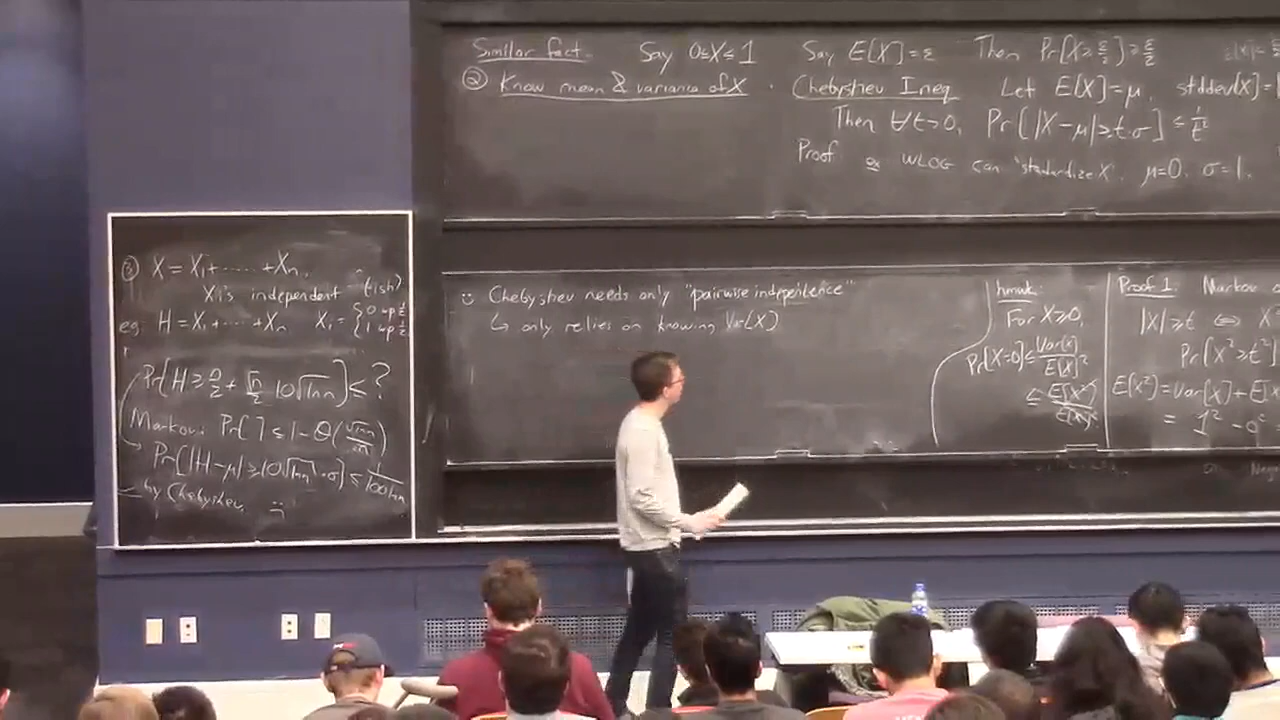 Similar fact. Say 0≤X≤1 Say E[X]=ε Then Pr[X≥ε/2]≥ε/2
② Know mean & variance of X. Chebyshev Ineq Let E[X]=μ, stddev[X]=
Then ∀t>0, Pr[|X-μ|≥t·σ]≤1/t²
Proof WLOG can "standardize X", μ=0, σ=1.
③ X=X₁+.....+Xₙ.
Xᵢ's independent (ish)
eg. H=X₁+....+Xₙ Xᵢ={0 wp ½ 1 wp ½
Pr[H≥n/2+√n/2 10√ln n]≤?
Markov: Pr[ ]≤1-Θ(√ln n/√n)
↳ Pr[|H-μ|≥10√ln n·σ]≤1/100 ln n
by Chebyshev. :(
:) Chebyshev needs only "pairwise independence"
↳ only relies on knowing Var[X]
hmwk:
For X≥0,
Pr[X=0]≤Var[X]/E[X]²
Proof 1. Markov
|X|≥t ⇔ X
Pr[X²≥t²]
E[X²]=Var[X]+E[X
= 1²-0²